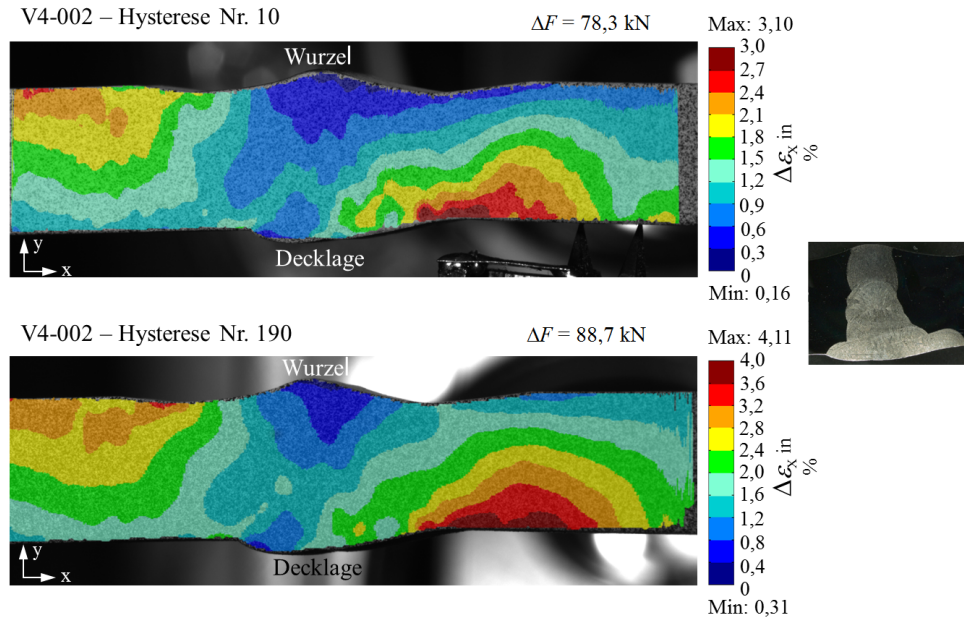 V4-002 – Hysterese Nr. 10
ΔF = 78,3 kN
Wurzel
Decklage
y
x
Max: 3,10
3,0
2,7
2,4
2,1
1,8
1,5
1,2
0,9
0,6
0,3
0
Δεx in %
Min: 0,16
V4-002 – Hysterese Nr. 190
ΔF = 88,7 kN
Wurzel
Decklage
y
x
Max: 4,11
4,0
3,6
3,2
2,8
2,4
2,0
1,6
1,2
0,8
0,4
0
Δεx in %
Min: 0,31